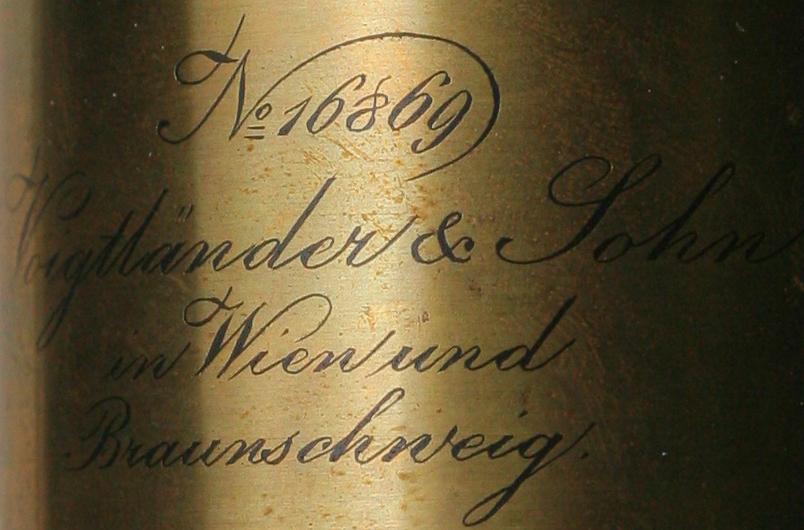 № 16869
Voigtländer & Sohn
in Wien und
Braunschweig.